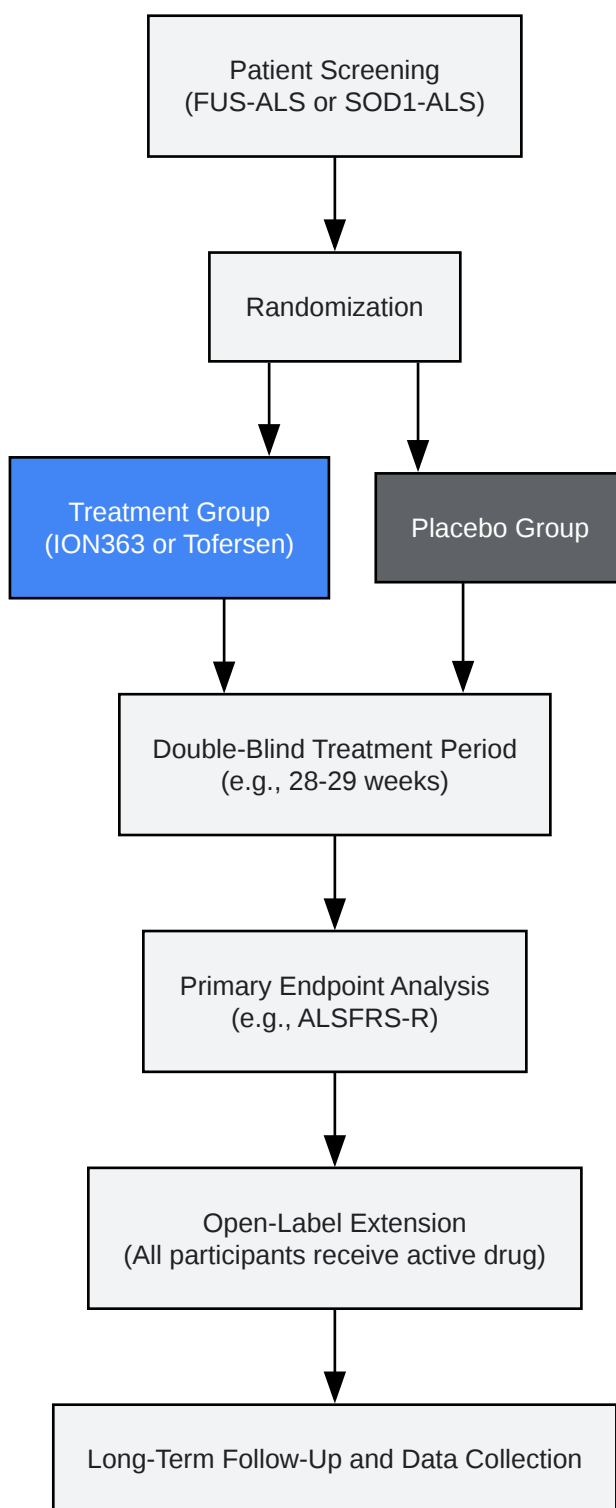 Patient Screening
(FUS-ALS or SOD1-ALS)
Randomization
Treatment Group
(ION363 or Tofersen)
Placebo Group
Double-Blind Treatment Period
(e.g., 28-29 weeks)
Primary Endpoint Analysis
(e.g., ALSFRS-R)
Open-Label Extension
(All participants receive active drug)
Long-Term Follow-Up and Data Collection